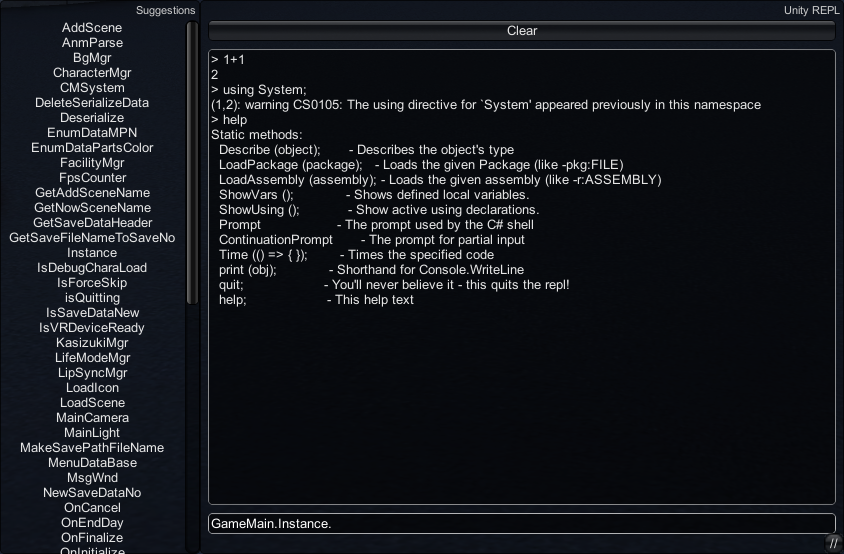 Suggestions
AddScene
AnmParse
BgMgr
CharacterMgr
CMSystem
DeleteSerializeData
Deserialize
EnumDataMPN
EnumDataPartsColor
FacilityMgr
FpsCounter
GetAddSceneName
GetNowSceneName
GetSaveDataHeader
GetSaveFileNameToSaveNo
Instance
IsDebugCharaLoad
IsForceSkip
isQuitting
IsSaveDataNew
IsVRDeviceReady
KasizukiMgr
LifeModeMgr
LipSyncMgr
LoadIcon
LoadScene
MainCamera
MainLight
MakeSavePathFileName
MenuDataBase
MsgWnd
NewSaveDataNo
OnCancel
OnEndDay
OnFinalize
OnInitialize
Unity REPL
Clear
> 1+1
2
> using System;
(1,2): warning CS0105: The using directive for `System' appeared previously in this namespace
> help
Static methods:
Describe (object); - Describes the object's type
LoadPackage (package); - Loads the given Package (like -pkg:FILE)
LoadAssembly (assembly); - Loads the given assembly (like -r:ASSEMBLY)
ShowVars (); - Shows defined local variables.
ShowUsing (); - Show active using declarations.
Prompt - The prompt used by the C# shell
ContinuationPrompt - The prompt for partial input
Time (() => { }); - Times the specified code
print (obj); - Shorthand for Console.WriteLine
quit; - You'll never believe it - this quits the repl!
help; - This help text
GameMain.Instance.
//